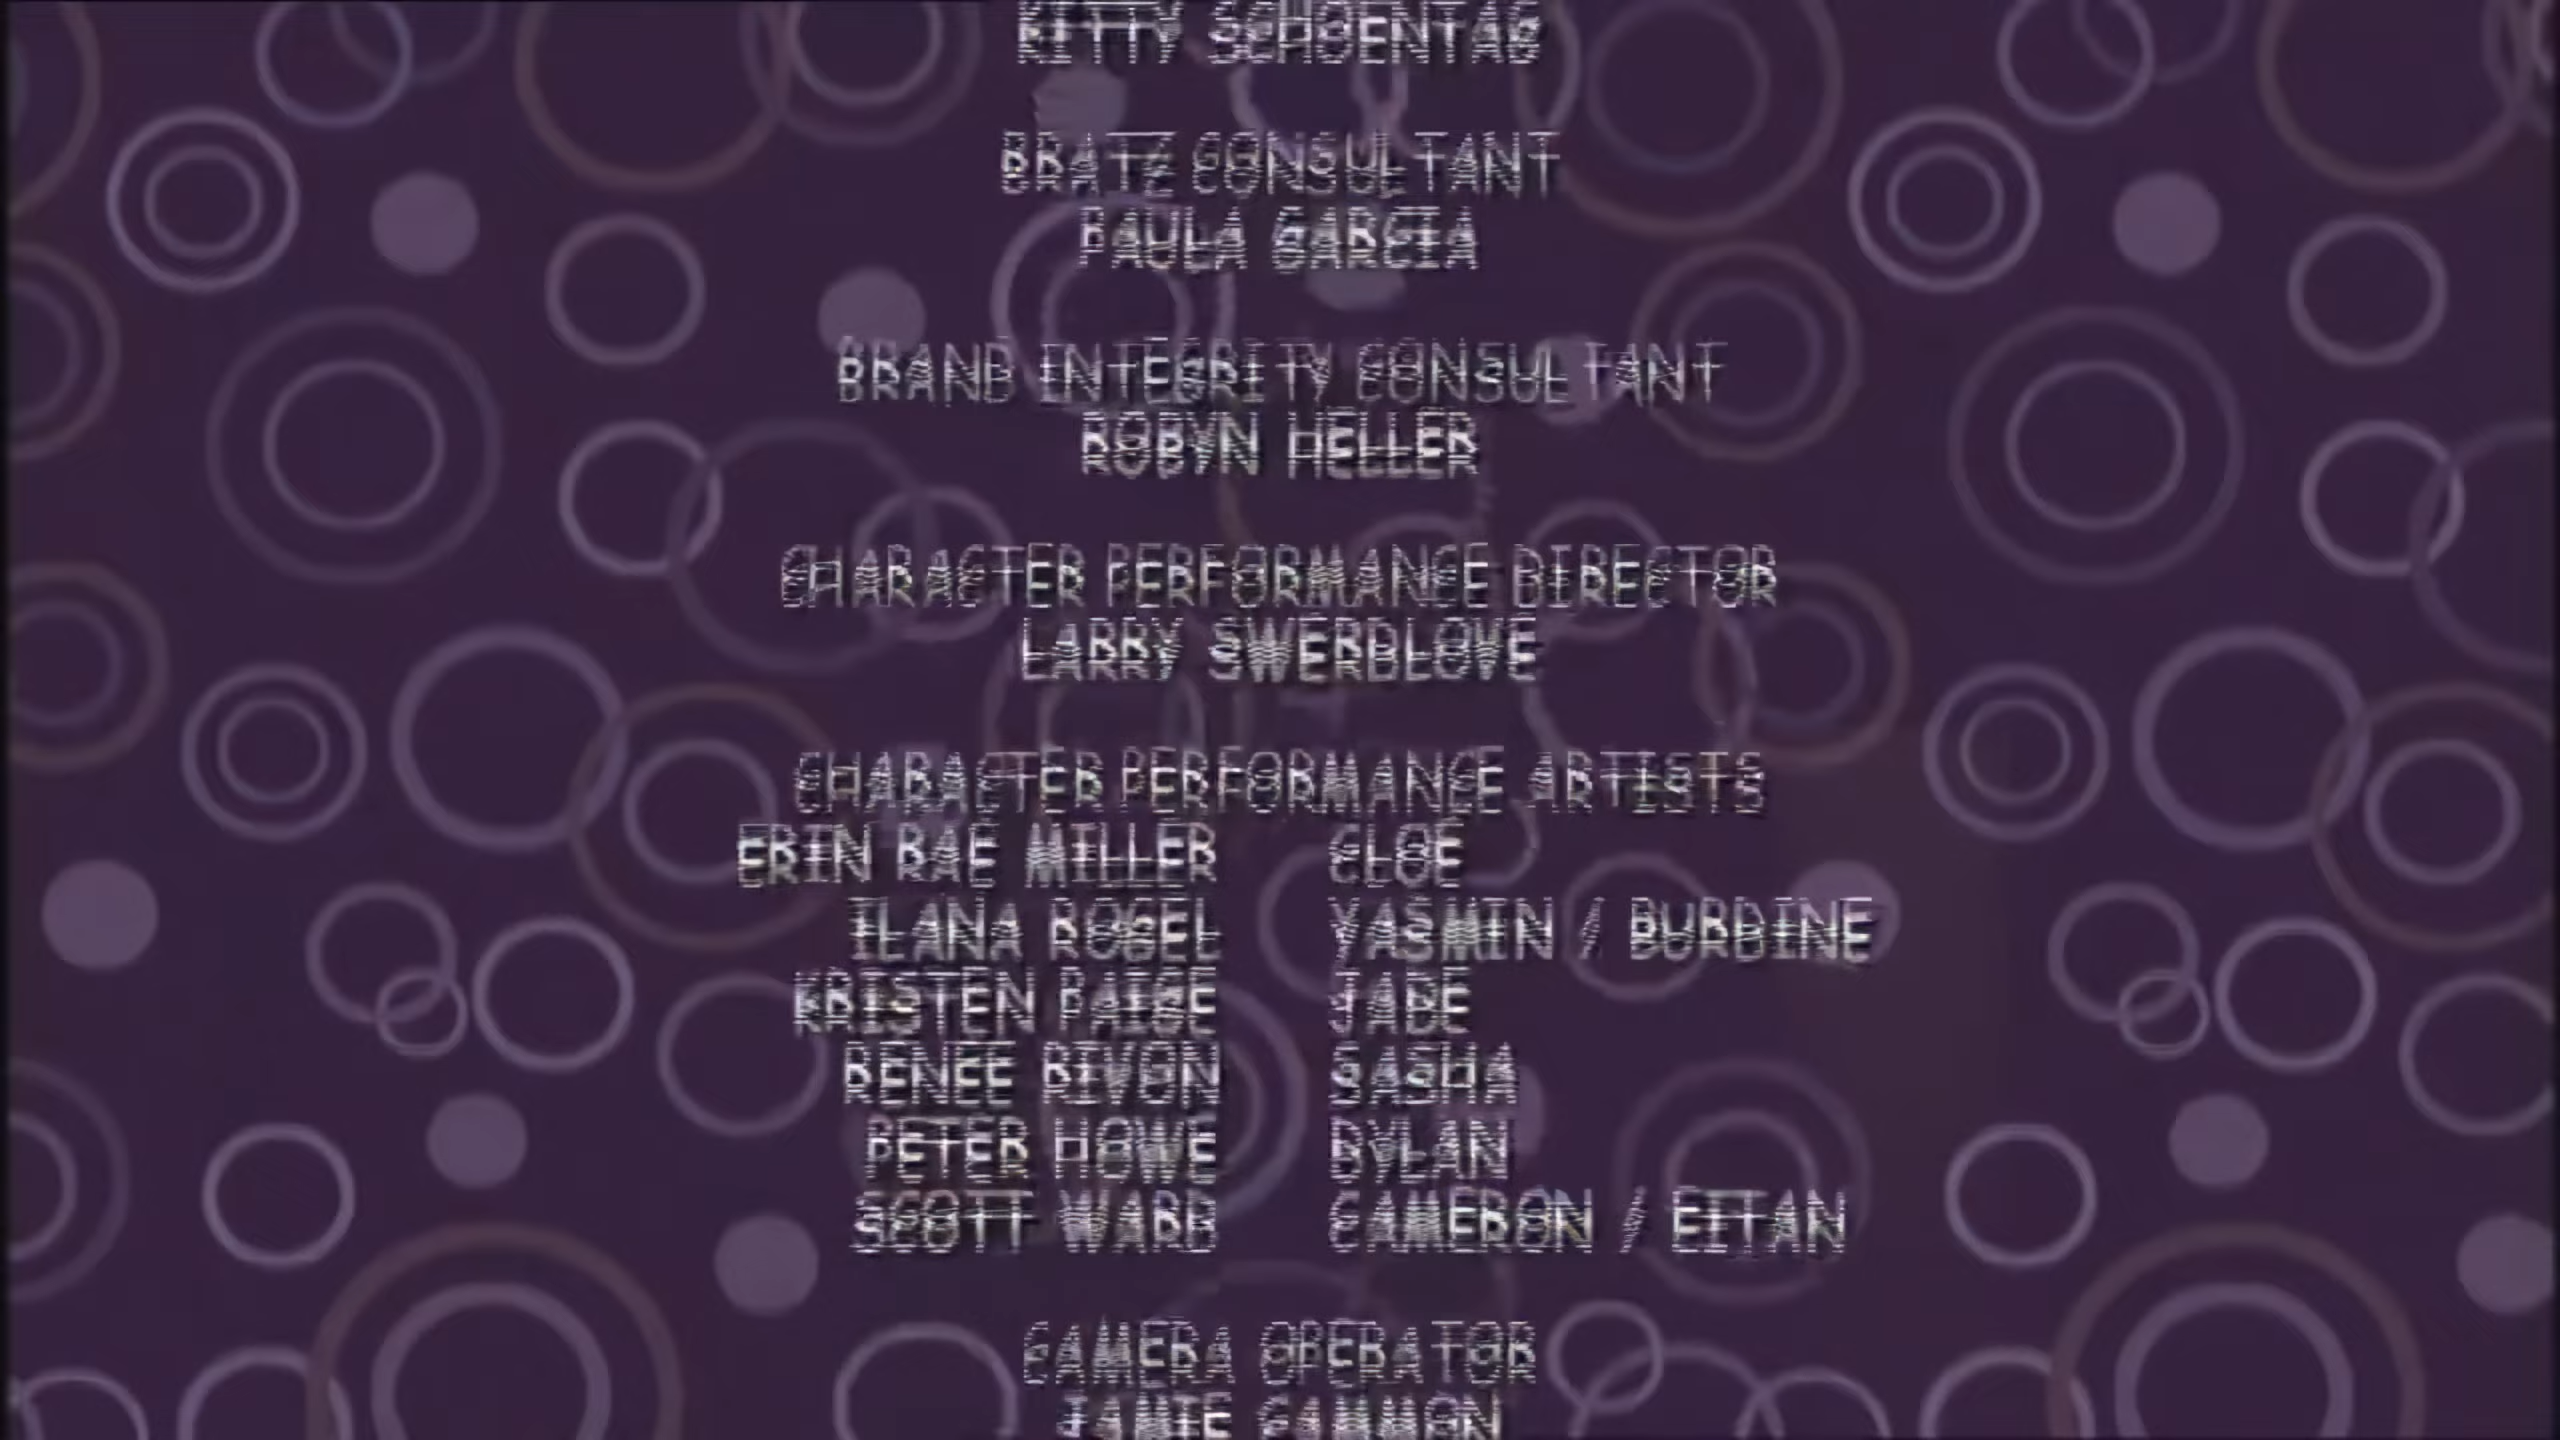 KITTY SCHOENTAG
BRATZ CONSULTANT
PAULA GARCIA
BRAND INTEGRITY CONSULTANT
ROBYN HELLER
CHARACTER PERFORMANCE DIRECTOR
LARRY SWERDLOVE
CHARACTER PERFORMANCE ARTISTS
ERIN RAE MILLER CLOE
ILANA ROGEL YASMIN / BURDINE
KRISTEN PAIGE JADE
RENEE RIVON SASHA
PETER HOWE DYLAN
SCOTT WARD CAMERON / EITAN
CAMERA OPERATOR
JAMIE GAMMON